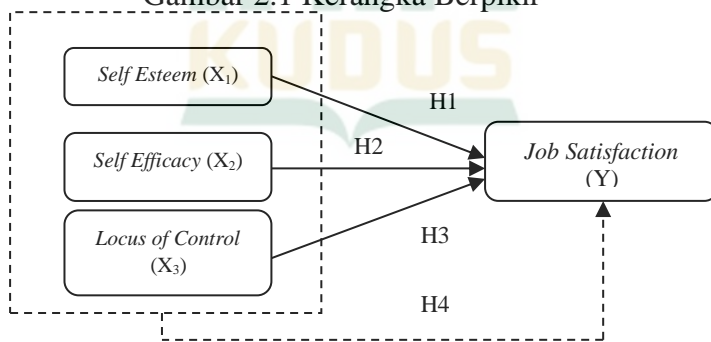 Gambar 2.1 Kerangka Berpikir
KUDUS
Self Esteem (X₁)
H1
H2
Self Efficacy (X₂)
Job Satisfaction
(Y)
Locus of Control
(X₃)
H3
H4